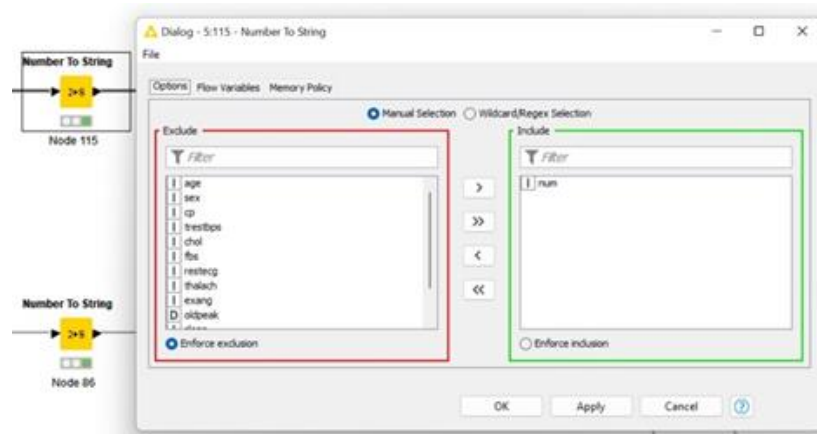 Dialog - 5:115 - Number To String
File
Number To String
2▸S
Node 115
Options Flow Variables Memory Policy
Manual Selection Wildcard/Regex Selection
Exclude
Include
Filter
Filter
I age
I sex
I cp
I trestbps
I chol
I fbs
I restecg
I thalach
I exang
D oldpeak
I num
>
>>
<
<<
Enforce exclusion
Enforce inclusion
Number To String
2▸S
Node 86
OK Apply Cancel ?